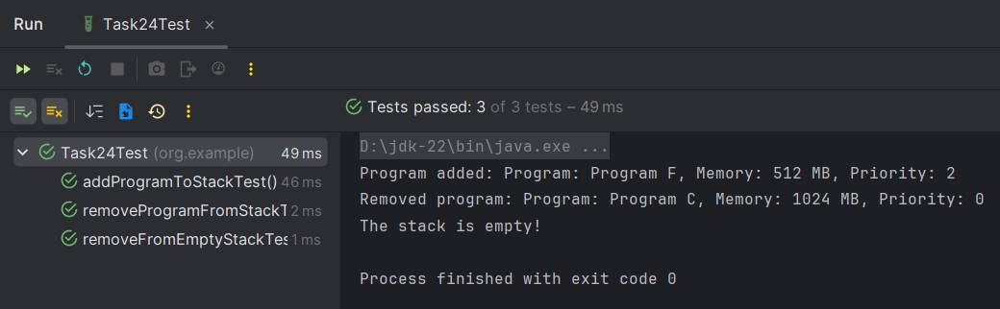 Run Task24Test
Tests passed: 3 of 3 tests – 49 ms
Task24Test (org.example) 49 ms
addProgramToStackTest() 46 ms
removeProgramFromStackT 2 ms
removeFromEmptyStackTes 1 ms
D:\jdk-22\bin\java.exe ...
Program added: Program: Program F, Memory: 512 MB, Priority: 2
Removed program: Program: Program C, Memory: 1024 MB, Priority: 0
The stack is empty!
Process finished with exit code 0